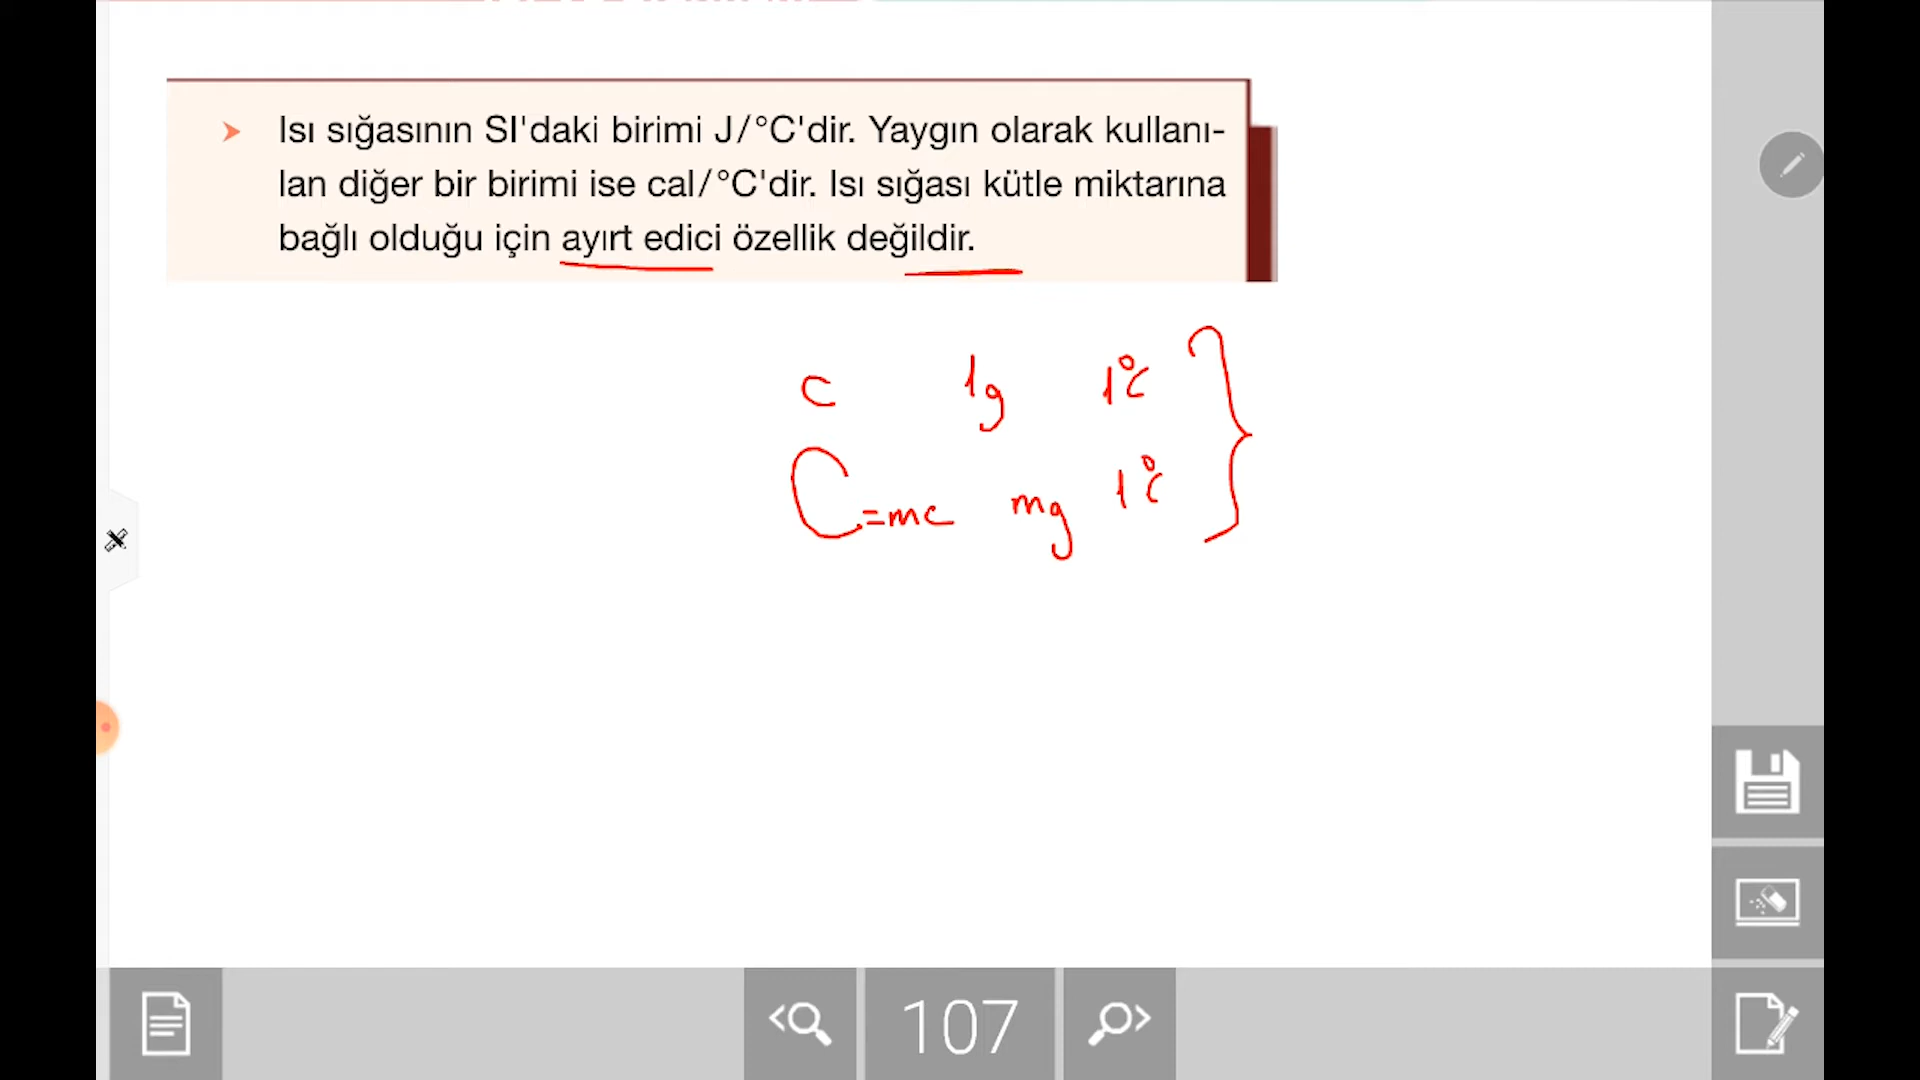 Isı sığasının SI'daki birimi J/°C'dir. Yaygın olarak kullanı-
lan diğer bir birimi ise cal/°C'dir. Isı sığası kütle miktarına
bağlı olduğu için ayırt edici özellik değildir.
c 1g 1°C
C=mc mg 1°C
107